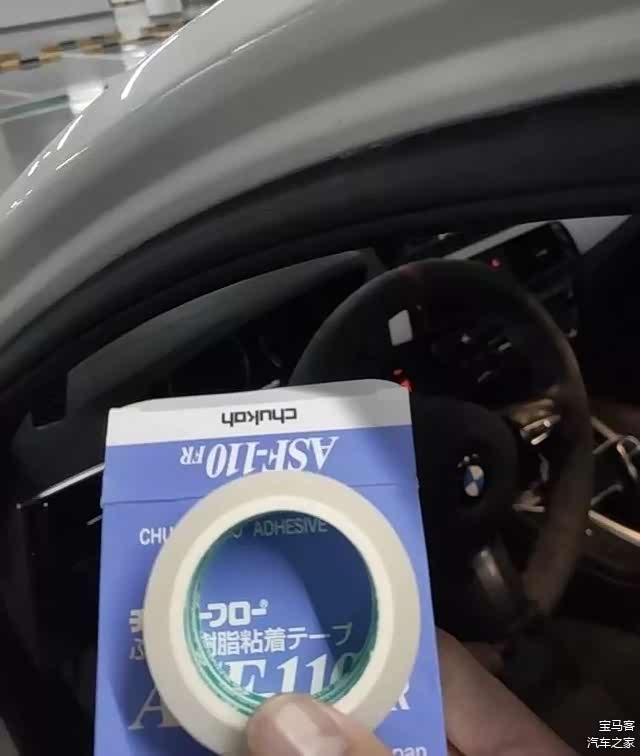 chukoh
ASF-110 FR
CHU
ADHESIVE
ーフロー®
樹脂粘着テープ
宝马客
汽车之家